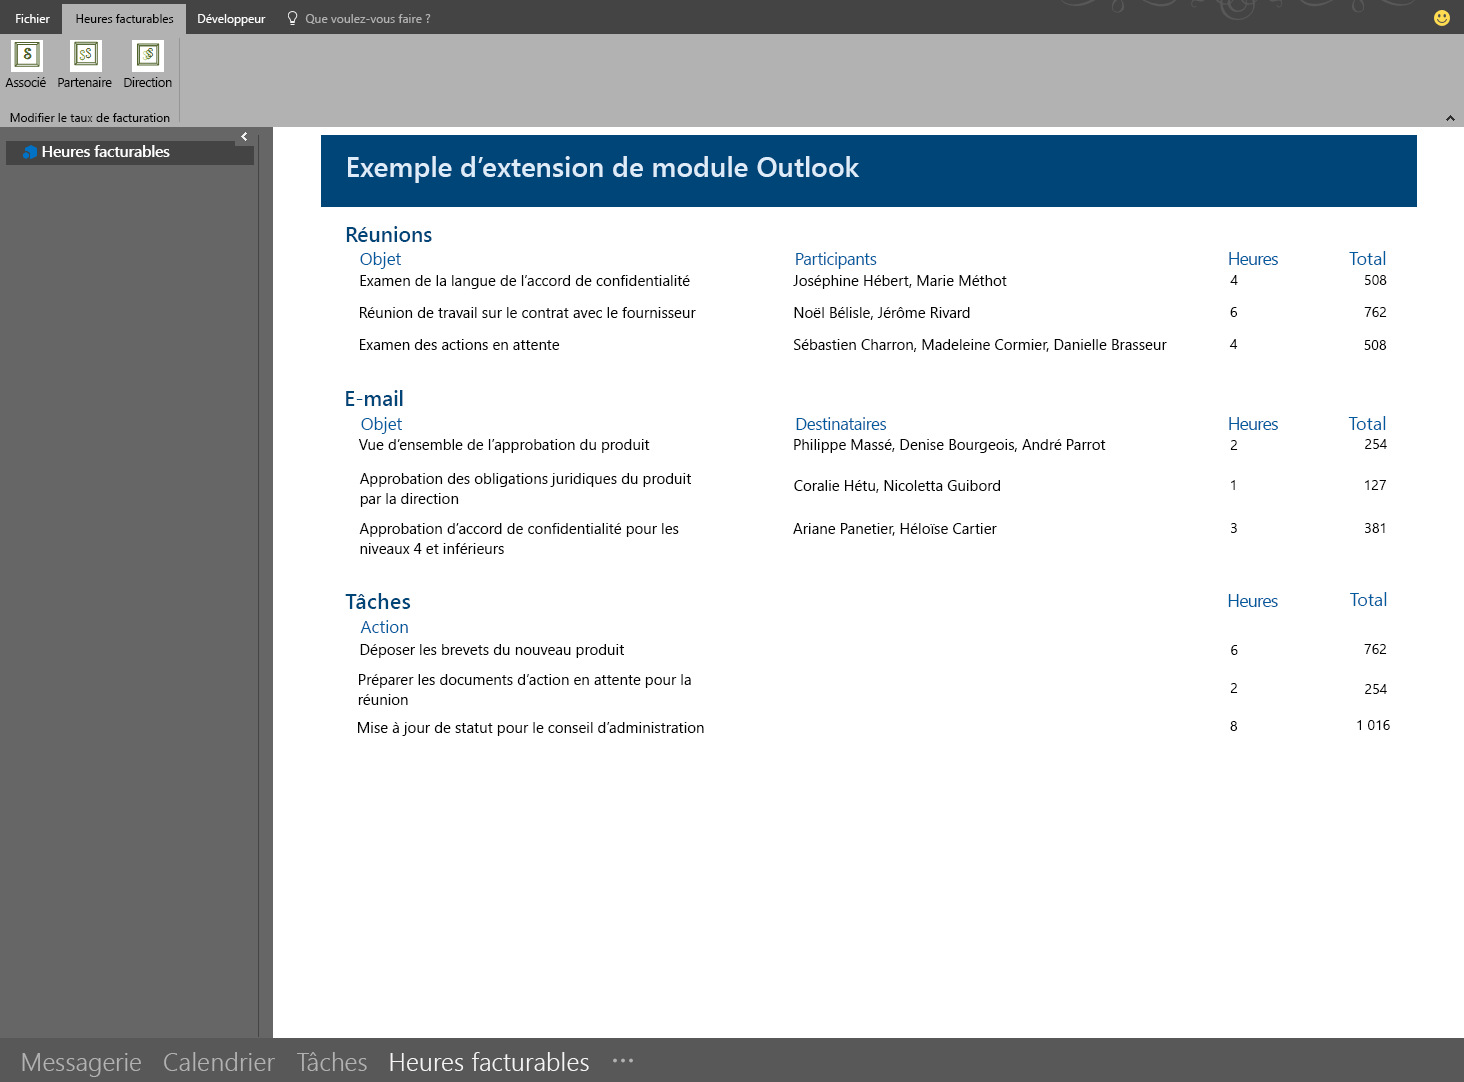 Fichier Heures facturables Développeur Que voulez-vous faire ?
Associé Partenaire Direction
Modifier le taux de facturation
Heures facturables
Exemple d’extension de module Outlook
Réunions
Objet Participants Heures Total
Examen de la langue de l’accord de confidentialité Joséphine Hébert, Marie Méthot 4 508
Réunion de travail sur le contrat avec le fournisseur Noël Bélisle, Jérôme Rivard 6 762
Examen des actions en attente Sébastien Charron, Madeleine Cormier, Danielle Brasseur 4 508
E-mail
Objet Destinataires Heures Total
Vue d’ensemble de l’approbation du produit Philippe Massé, Denise Bourgeois, André Parrot 2 254
Approbation des obligations juridiques du produit
par la direction Coralie Hétu, Nicoletta Guibord 1 127
Approbation d’accord de confidentialité pour les Ariane Panetier, Héloïse Cartier 3 381
niveaux 4 et inférieurs
Tâches Heures Total
Action
Déposer les brevets du nouveau produit 6 762
Préparer les documents d’action en attente pour la
réunion 2 254
Mise à jour de statut pour le conseil d’administration 8 1 016
Messagerie Calendrier Tâches Heures facturables ···